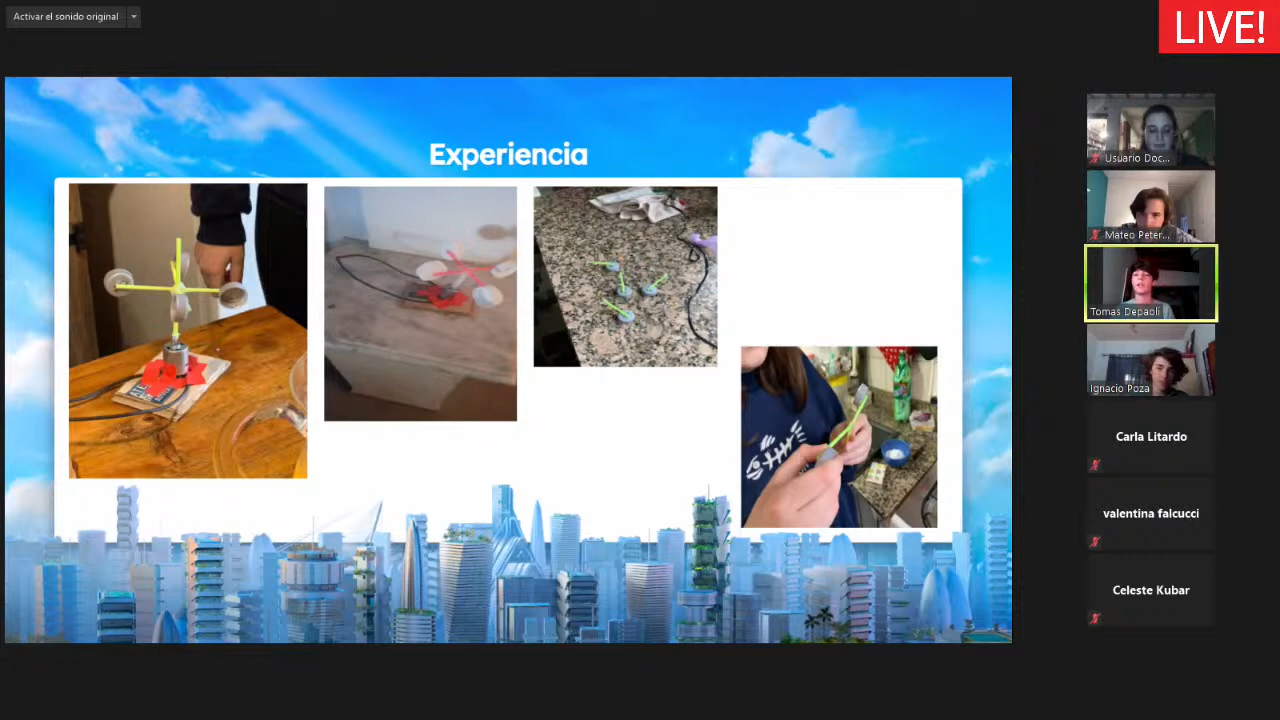 Activar el sonido original
LIVE!
Experiencia
Usuario Doc...
Mateo Peter...
Tomas Depaoli
Ignacio Poza
Carla Litardo
valentina falcucci
Celeste Kubar